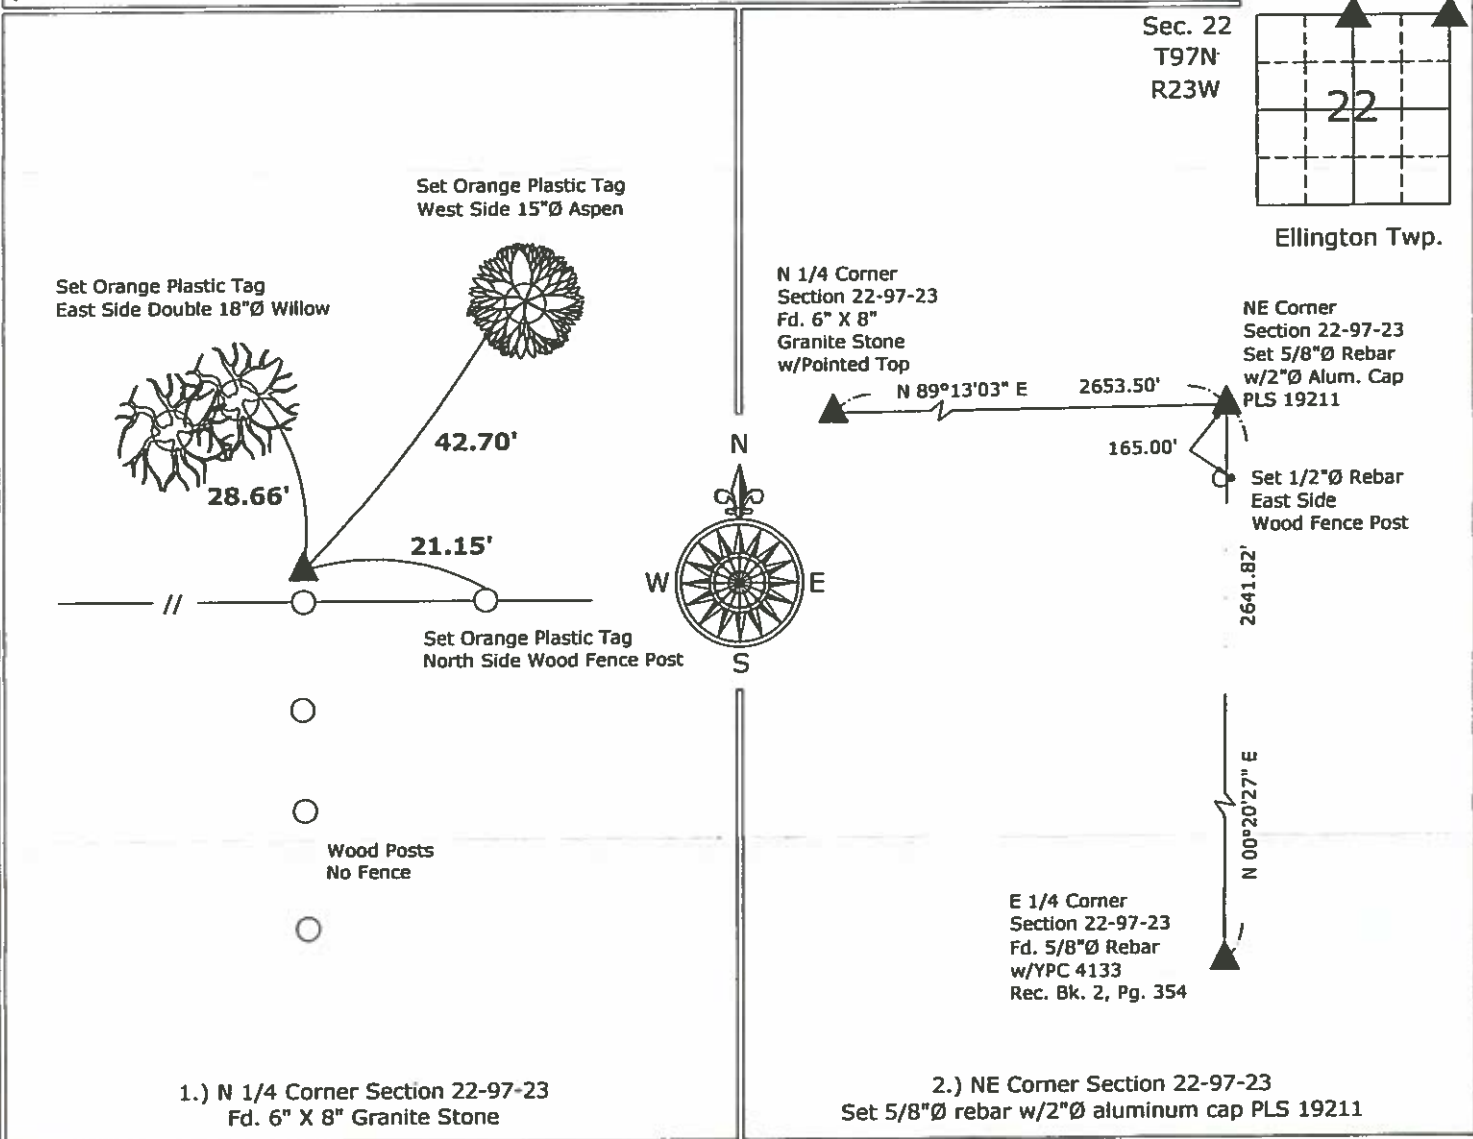 Sec. 22
T97N
R23W
22
Ellington Twp.
Set Orange Plastic Tag
West Side 15"Ø Aspen
Set Orange Plastic Tag
East Side Double 18"Ø Willow
42.70'
28.66'
21.15'
Set Orange Plastic Tag
North Side Wood Fence Post
Wood Posts
No Fence
1.) N 1/4 Corner Section 22-97-23
Fd. 6" X 8" Granite Stone
N
W
E
S
N 1/4 Corner
Section 22-97-23
Fd. 6" X 8"
Granite Stone
w/Pointed Top
N 89°13'03" E
2653.50'
NE Corner
Section 22-97-23
Set 5/8"Ø Rebar
w/2"Ø Alum. Cap
PLS 19211
165.00'
Set 1/2"Ø Rebar
East Side
Wood Fence Post
2641.82'
N 00°20'27" E
E 1/4 Corner
Section 22-97-23
Fd. 5/8"Ø Rebar
w/YPC 4133
Rec. Bk. 2, Pg. 354
2.) NE Corner Section 22-97-23
Set 5/8"Ø rebar w/2"Ø aluminum cap PLS 19211